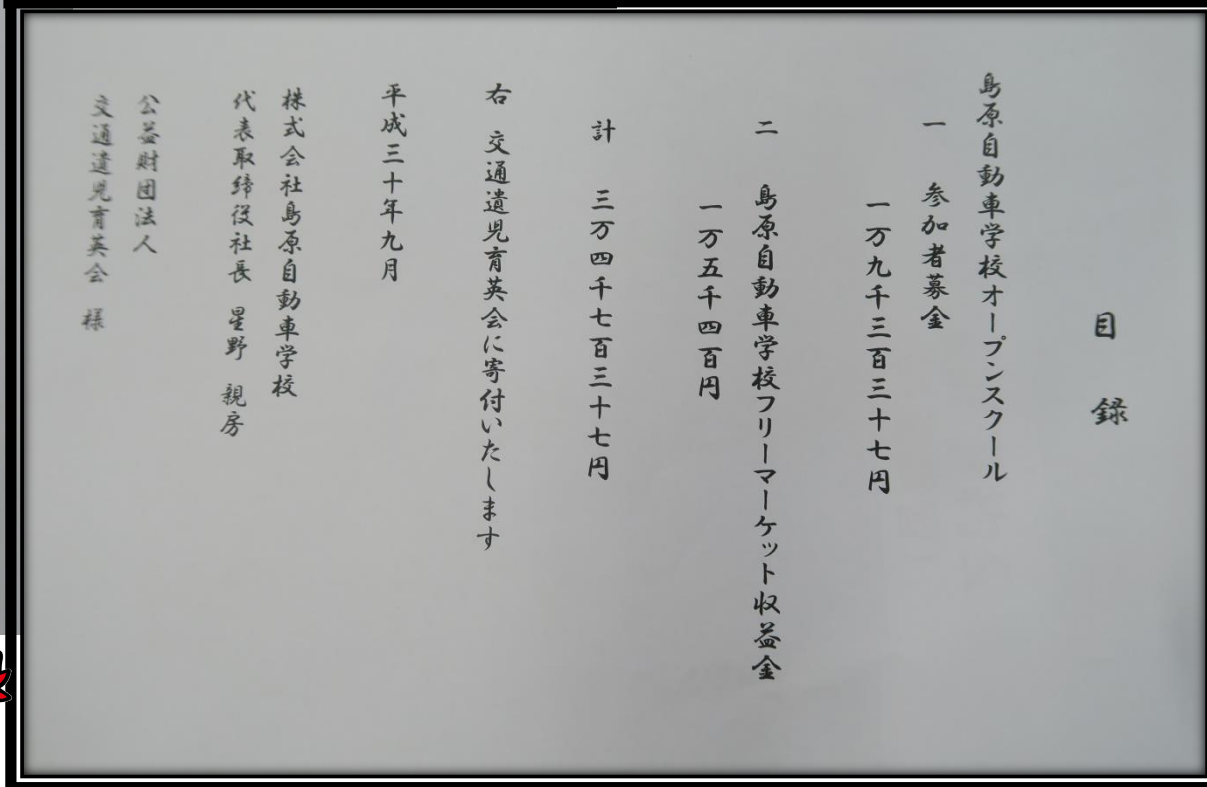 目 録
島原自動車学校オープンスクール
一 参加者募金
一万九千三百三十七円
二 島原自動車学校フリーマーケット収益金
一万五千四百円
計 三万四千七百三十七円
右 交通遺児育英会に寄付いたします
平成三十年九月
株式会社島原自動車学校
代表取締役社長 星野 親房
公益財団法人
交通遺児育英会 様